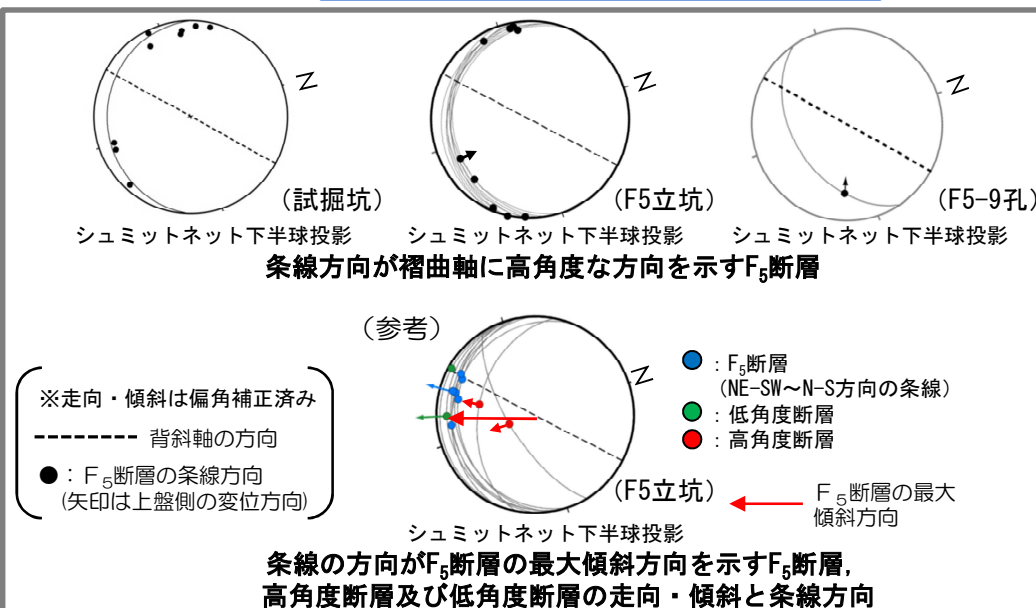 N
N
N
(試掘坑)
(F5立坑)
(F5-9孔)
シュミットネット下半球投影
シュミットネット下半球投影
シュミットネット下半球投影
条線方向が褶曲軸に高角度な方向を示すF₅断層
(参考)
N
※走向・傾斜は偏角補正済み
背斜軸の方向
●：Ｆ₅断層の条線方向
(矢印は上盤側の変位方向)
：F₅断層
(NE-SW～N-S方向の条線)
：低角度断層
：高角度断層
(F5立坑)
Ｆ₅断層の最大
傾斜方向
シュミットネット下半球投影
条線の方向がF₅断層の最大傾斜方向を示すF₅断層,
高角度断層及び低角度断層の走向・傾斜と条線方向